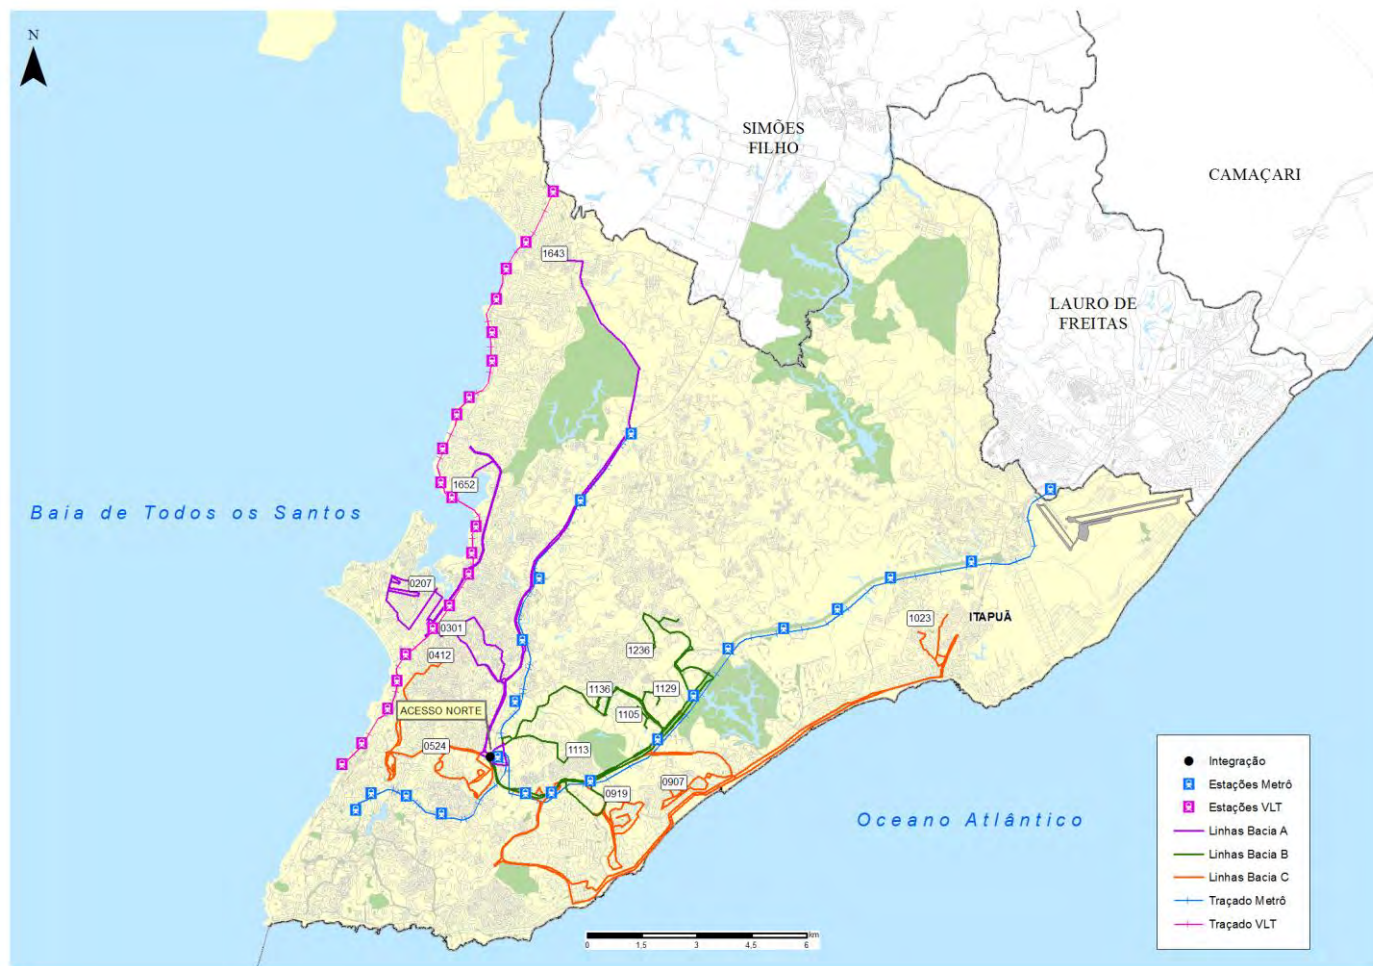 N
SIMÕES
FILHO
CAMAÇARI
1643
LAURO DE
FREITAS
1652
Baia de Todos os Santos
0207
0301
ITAPUÃ
1023
0412
1236
1136
1129
ACESSO NORTE
1105
0524
1113
0907
0919
Oceano Atlântico
Integração
Estações Metrô
Estações VLT
Linhas Bacia A
Linhas Bacia B
Linhas Bacia C
Traçado Metrô
Traçado VLT
km
0 1,5 3 4,5 6